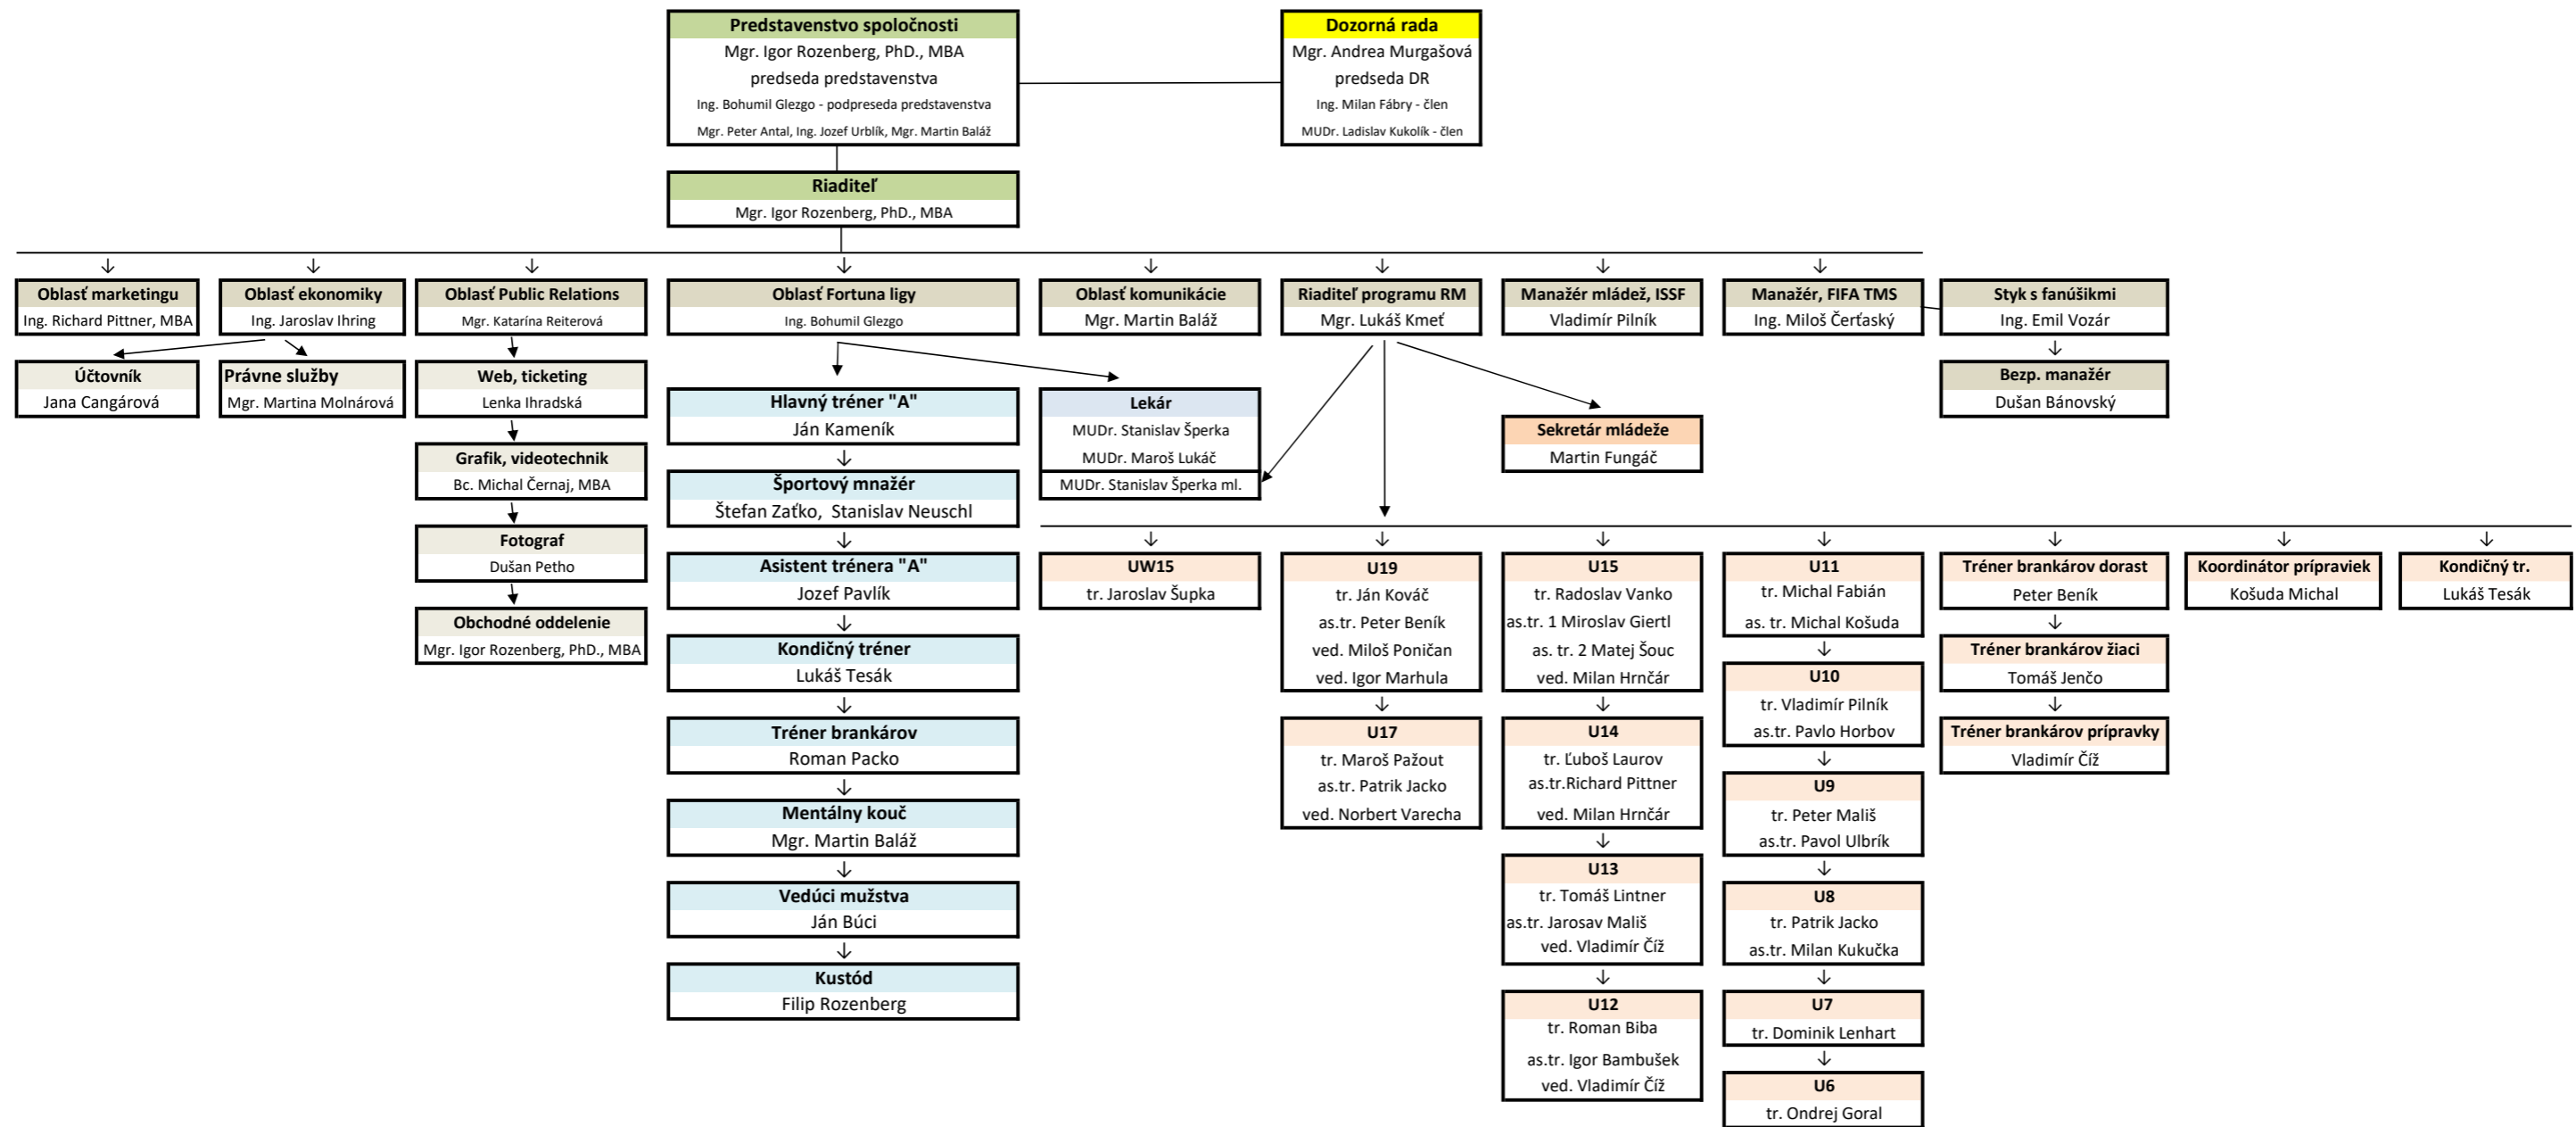 Predstavenstvo spoločnosti
Mgr. Igor Rozenberg, PhD., MBA
predseda predstavenstva
Ing. Bohumil Glezgo - podpreseda predstavenstva
Mgr. Peter Antal, Ing. Jozef Urblík, Mgr. Martin Baláž
Dozorná rada
Mgr. Andrea Murgašová
predseda DR
Ing. Milan Fábry - člen
MUDr. Ladislav Kukolík - člen
Riaditeľ
Mgr. Igor Rozenberg, PhD., MBA
Oblasť marketingu
Ing. Richard Pittner, MBA
Oblasť ekonomiky
Ing. Jaroslav Ihring
Oblasť Public Relations
Mgr. Katarína Reiterová
Oblasť Fortuna ligy
Ing. Bohumil Glezgo
Oblasť komunikácie
Mgr. Martin Baláž
Riaditeľ programu RM
Mgr. Lukáš Kmeť
Manažér mládež, ISSF
Vladimír Pilník
Manažér, FIFA TMS
Ing. Miloš Čerťaský
Styk s fanúšikmi
Ing. Emil Vozár
Účtovník
Jana Cangárová
Právne služby
Mgr. Martina Molnárová
Web, ticketing
Lenka Ihradská
Grafik, videotechnik
Bc. Michal Černaj, MBA
Fotograf
Dušan Petho
Obchodné oddelenie
Mgr. Igor Rozenberg, PhD., MBA
Hlavný tréner "A"
Ján Kameník
Športový mnažér
Štefan Zaťko, Stanislav Neuschl
Asistent trénera "A"
Jozef Pavlík
Kondičný tréner
Lukáš Tesák
Tréner brankárov
Roman Packo
Mentálny kouč
Mgr. Martin Baláž
Vedúci mužstva
Ján Búci
Kustód
Filip Rozenberg
Lekár
MUDr. Stanislav Šperka
MUDr. Maroš Lukáč
MUDr. Stanislav Šperka ml.
Sekretár mládeže
Martin Fungáč
Bezp. manažér
Dušan Bánovský
UW15
tr. Jaroslav Šupka
U19
tr. Ján Kováč
as.tr. Peter Beník
ved. Miloš Poničan
ved. Igor Marhula
U17
tr. Maroš Pažout
as.tr. Patrik Jacko
ved. Norbert Varecha
U15
tr. Radoslav Vanko
as.tr. 1 Miroslav Giertl
as. tr. 2 Matej Šouc
ved. Milan Hrnčár
U14
tr. Ľuboš Laurov
as.tr.Richard Pittner
ved. Milan Hrnčár
U13
tr. Tomáš Lintner
as.tr. Jarosav Mališ
ved. Vladimír Číž
U12
tr. Roman Biba
as.tr. Igor Bambušek
ved. Vladimír Číž
U11
tr. Michal Fabián
as. tr. Michal Košuda
U10
tr. Vladimír Pilník
as.tr. Pavlo Horbov
U9
tr. Peter Mališ
as.tr. Pavol Ulbrík
U8
tr. Patrik Jacko
as.tr. Milan Kukučka
U7
tr. Dominik Lenhart
U6
tr. Ondrej Goral
Tréner brankárov dorast
Peter Beník
Tréner brankárov žiaci
Tomáš Jenčo
Tréner brankárov prípravky
Vladimír Číž
Koordinátor prípraviek
Košuda Michal
Kondičný tr.
Lukáš Tesák